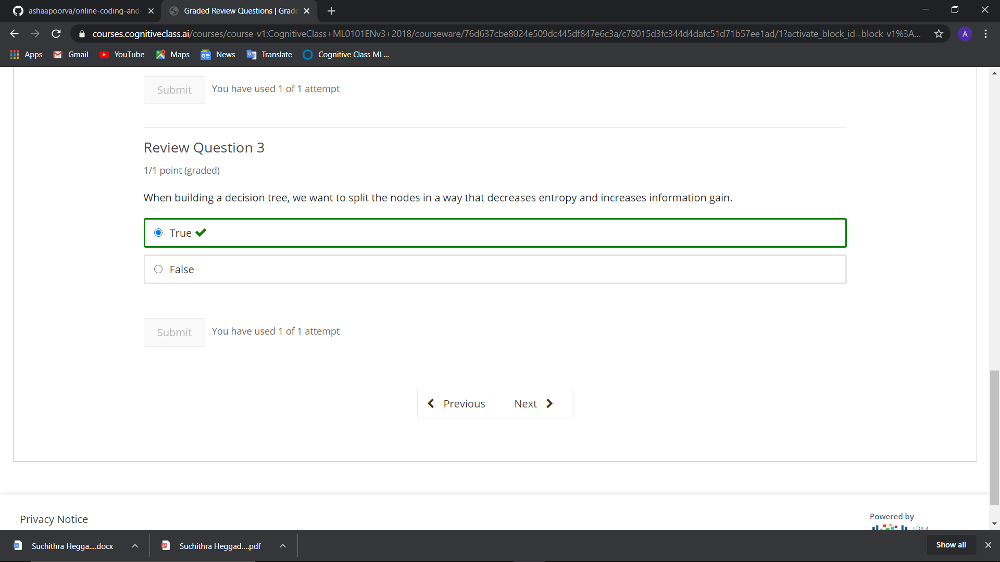 ashaapoorva/online-coding-and-
Graded Review Questions | Grade
courses.cognitiveclass.ai/courses/course-v1:CognitiveClass+ML0101ENv3+2018/courseware/76d637cbe8024e509dc445df847e6c3a/c78015d3fc344d4dafc51d71b57ee1ad/1?activate_block_id=block-v1%3A...
A
Apps
Gmail
YouTube
Maps
News
Translate
Cognitive Class ML...
Submit
You have used 1 of 1 attempt
Review Question 3
1/1 point (graded)
When building a decision tree, we want to split the nodes in a way that decreases entropy and increases information gain.
True
False
Submit
You have used 1 of 1 attempt
Previous
Next
Privacy Notice
Powered by
IBM
Suchithra Hegga....docx
Suchithra Heggad....pdf
Show all